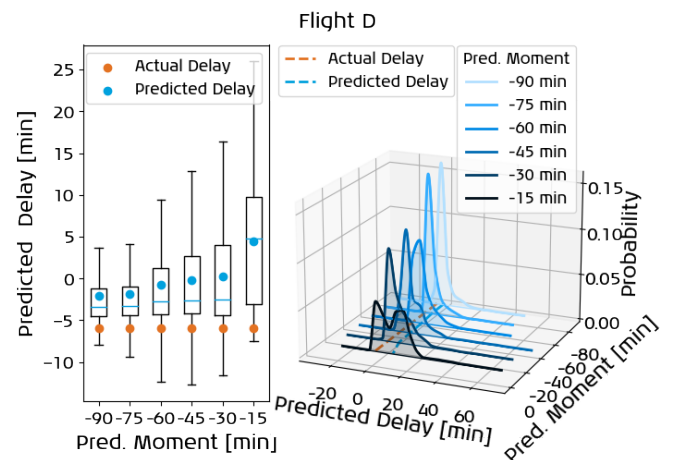 Flight D
Actual Delay
Predicted Delay
25
20
15
10
5
0
−5
−10
Predicted Delay [min]
-90 -75 -60 -45 -30 -15
Pred. Moment [min]
Actual Delay
Predicted Delay
Pred. Moment
-90 min
-75 min
-60 min
-45 min
-30 min
-15 min
0.15
0.10
0.05
0.00
Probability
-20 0 20 40 60
Predicted Delay [min]
-80
-60
-40
-20
0
Pred. Moment [min]